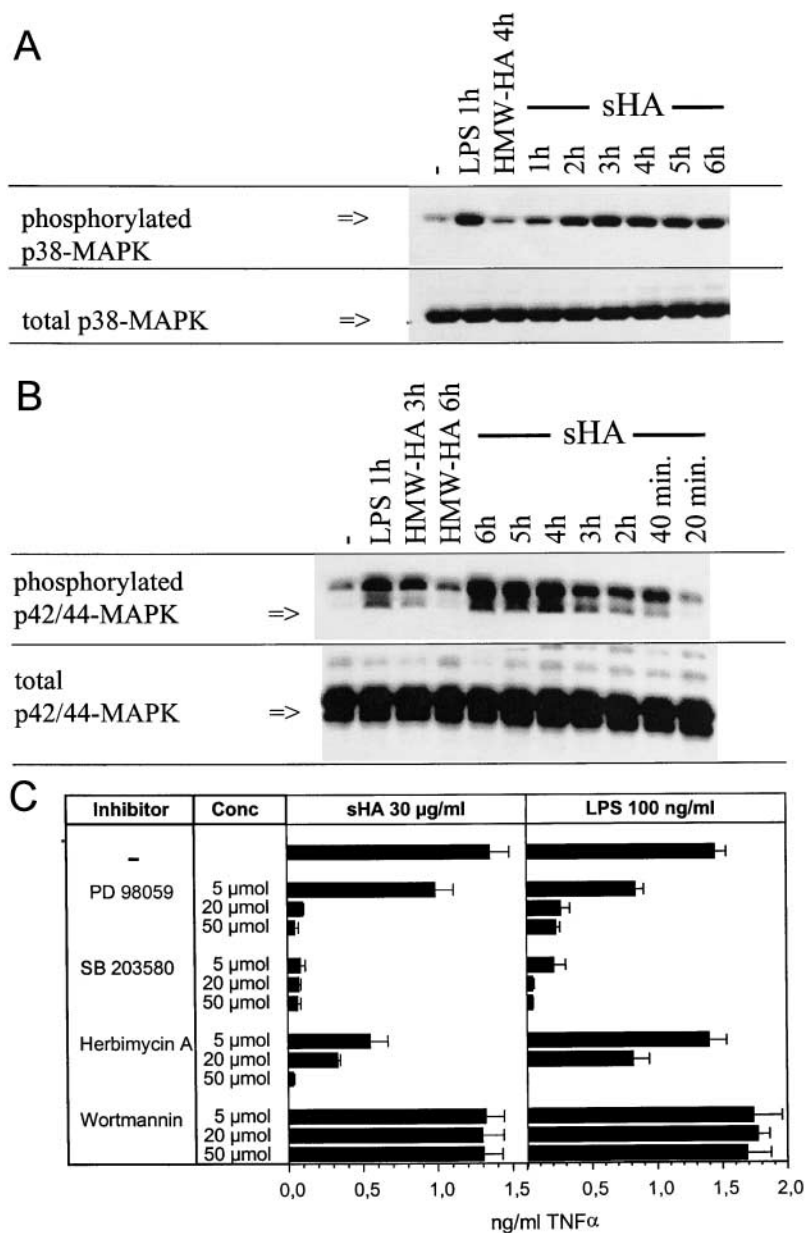 A
-
LPS 1h
HMW-HA 4h
sHA
1h
2h
3h
4h
5h
6h
phosphorylated =>
p38-MAPK
total p38-MAPK =>
B
-
LPS 1h
HMW-HA 3h
HMW-HA 6h
sHA
6h
5h
4h
3h
2h
40 min.
20 min.
phosphorylated
p42/44-MAPK =>
total
p42/44-MAPK =>
C
Inhibitor Conc sHA 30 µg/ml LPS 100 ng/ml
–
PD 98059 5 µmol
20 µmol
50 µmol
SB 203580 5 µmol
20 µmol
50 µmol
Herbimycin A 5 µmol
20 µmol
50 µmol
Wortmannin 5 µmol
20 µmol
50 µmol
0,0 0,5 1,0 1,5 0,5 1,0 1,5 2,0
ng/ml TNFα